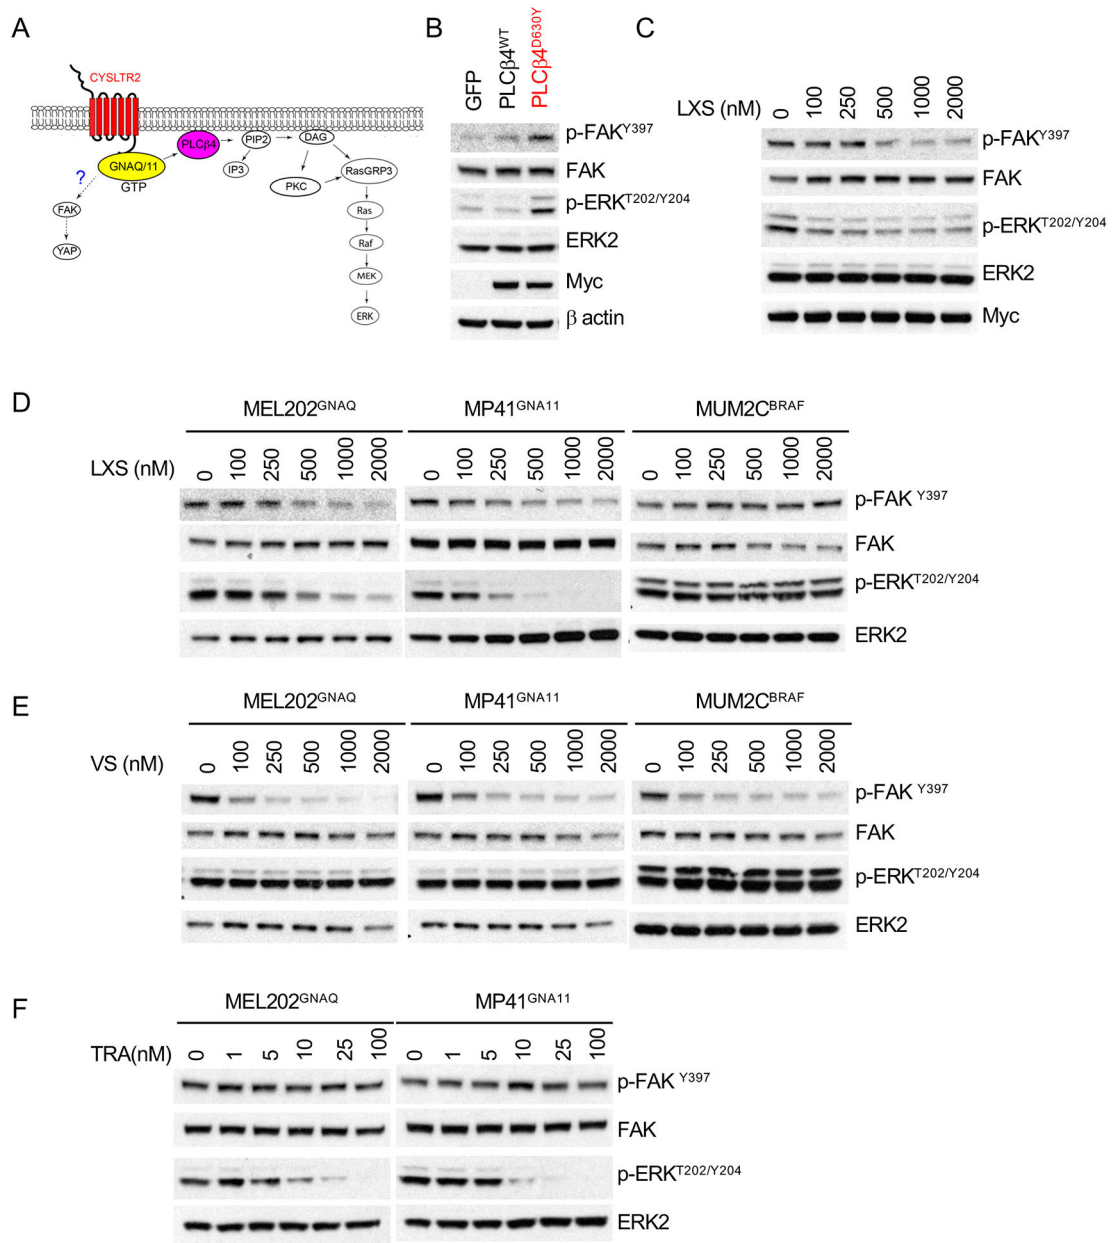 A
CYSLTR2
PLCβ4
PIP2
DAG
GNAQ/11
GTP
IP3
?
PKC
RasGRP3
FAK
Ras
YAP
Raf
MEK
ERK
B
GFP
PLCβ4WT
PLCβ4D630Y
p-FAKY397
FAK
p-ERKT202/Y204
ERK2
Myc
β actin
C
LXS (nM) 0 100 250 500 1000 2000
p-FAKY397
FAK
p-ERKT202/Y204
ERK2
Myc
D
MEL202GNAQ MP41GNA11 MUM2CBRAF
LXS (nM) 0 100 250 500 1000 2000 0 100 250 500 1000 2000 0 100 250 500 1000 2000
p-FAK Y397
FAK
p-ERKT202/Y204
ERK2
E
MEL202GNAQ MP41GNA11 MUM2CBRAF
VS (nM) 0 100 250 500 1000 2000 0 100 250 500 1000 2000 0 100 250 500 1000 2000
p-FAK Y397
FAK
p-ERKT202/Y204
ERK2
F
MEL202GNAQ MP41GNA11
TRA(nM) 0 1 5 10 25 100 0 1 5 10 25 100
p-FAK Y397
FAK
p-ERKT202/Y204
ERK2